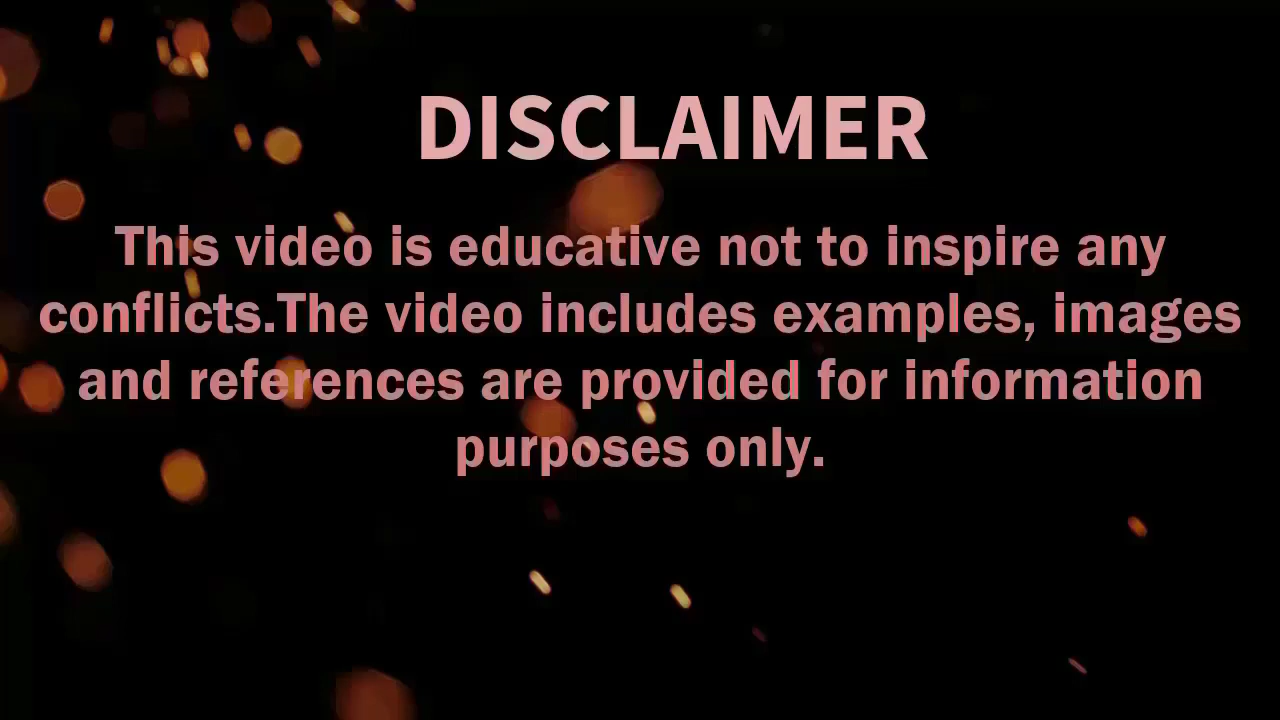 DISCLAIMER
This video is educative not to inspire any
conflicts.The video includes examples, images
and references are provided for information
purposes only.